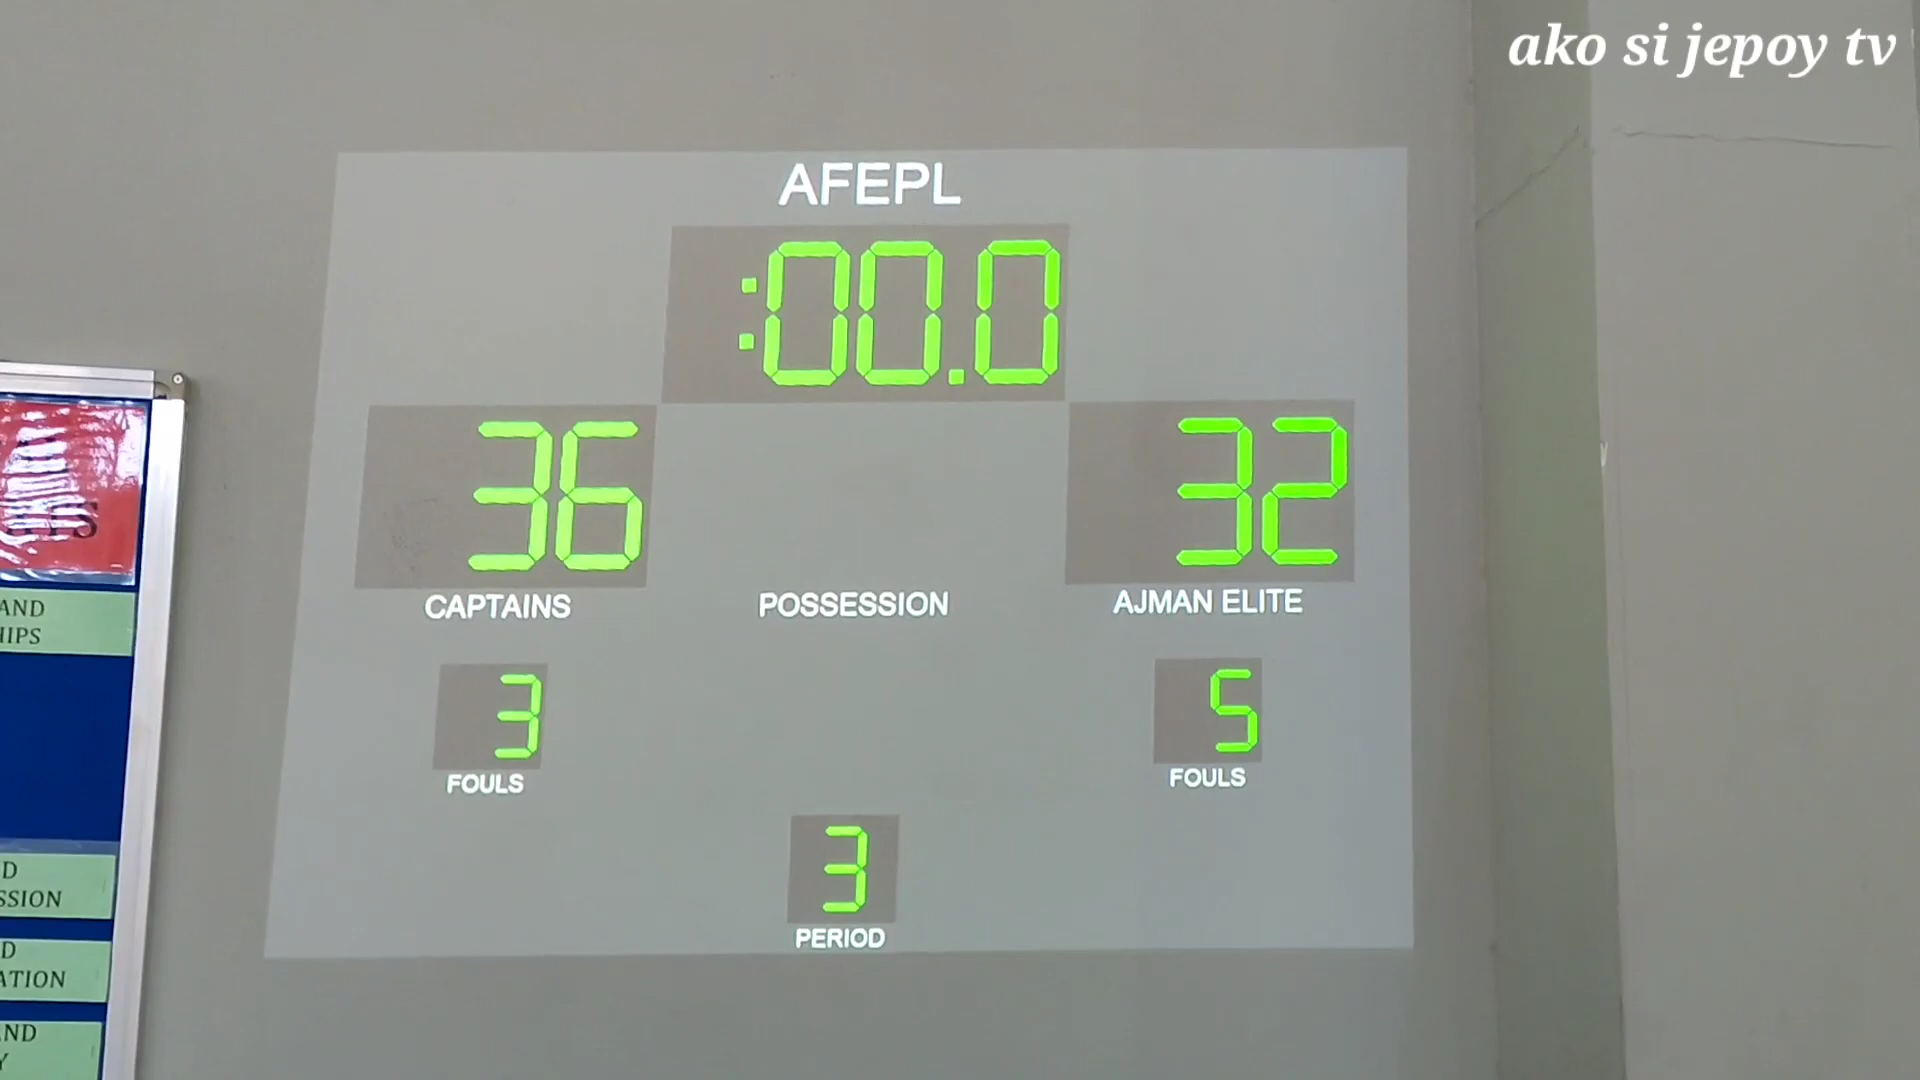 ako si jepoy tv
AFEPL
:00.0
36
32
CAPTAINS
POSSESSION
AJMAN ELITE
3
5
FOULS
FOULS
3
PERIOD
AND
HIPS
D
SSION
D
ATION
ND
Y